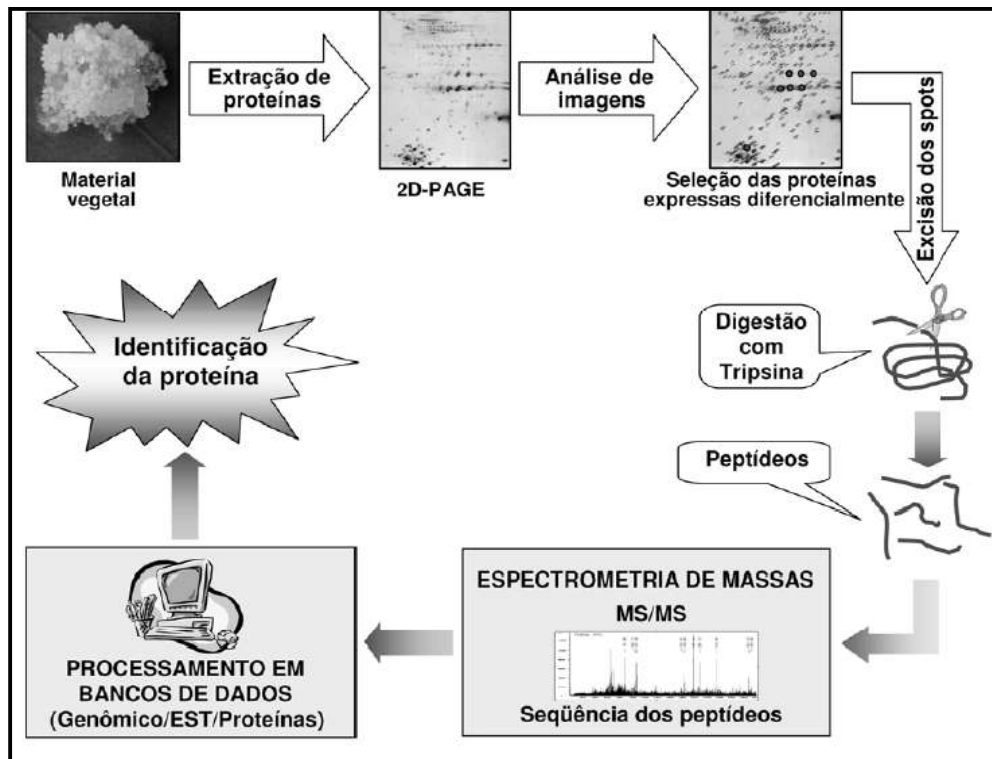 Extração de
proteínas
Análise de
imagens
Excisão dos spots
Material
vegetal
2D-PAGE
Seleção das proteínas
expressas diferencialmente
Digestão
com
Tripsina
Peptídeos
ESPECTROMETRIA DE MASSAS
MS/MS
Seqüência dos peptídeos
PROCESSAMENTO EM
BANCOS DE DADOS
(Genômico/EST/Proteínas)
Identificação
da proteína